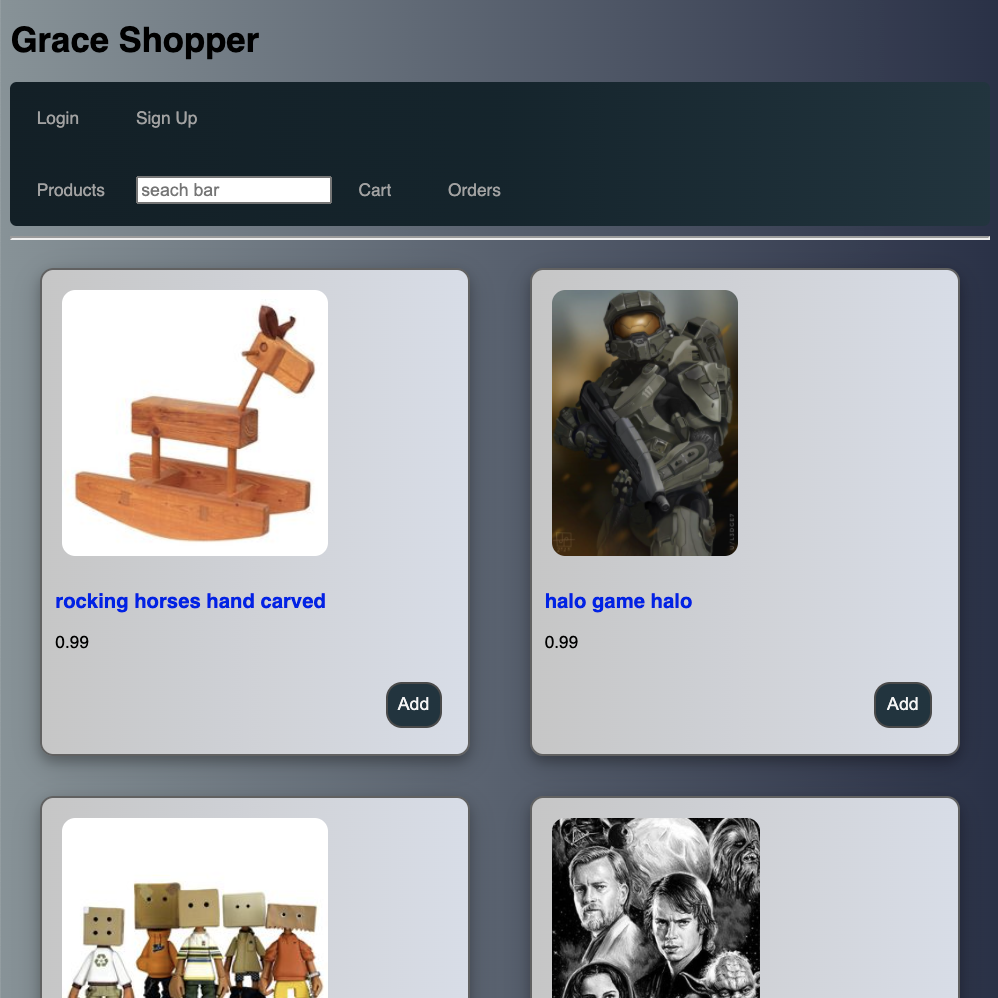 Grace Shopper
Login Sign Up
Products seach bar Cart Orders
rocking horses hand carved
0.99
Add
halo game halo
0.99
Add